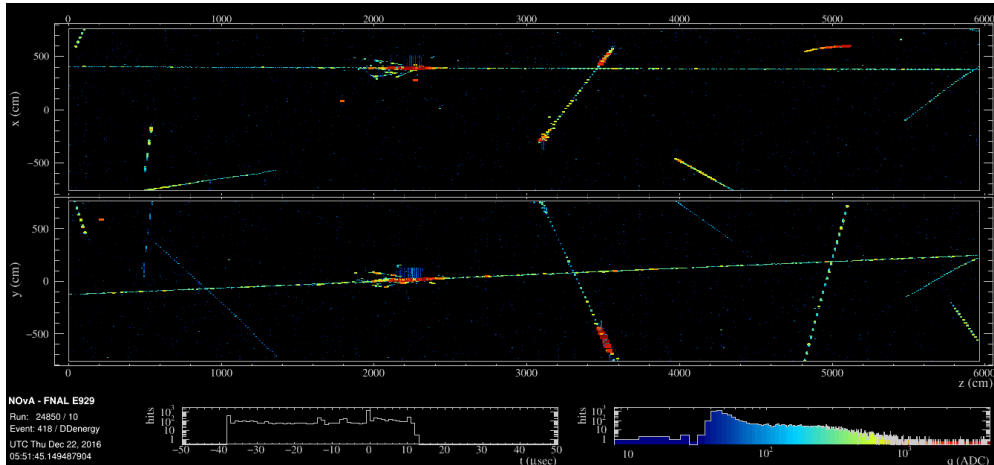 0 1000 2000 3000 4000 5000 6000
500
0
−500
x (cm)
500
0
−500
y (cm)
0 1000 2000 3000 4000 5000 6000
z (cm)
NOvA - FNAL E929
Run: 24850 / 10
Event: 418 / DDenergy
UTC Thu Dec 22, 2016
05:51:45.149487904
hits
10³
10²
10
1
−50 −40 −30 −20 −10 0 10 20 30 40 50
t (μsec)
hits
10³
10²
10
1
10 10² 10³
q (ADC)